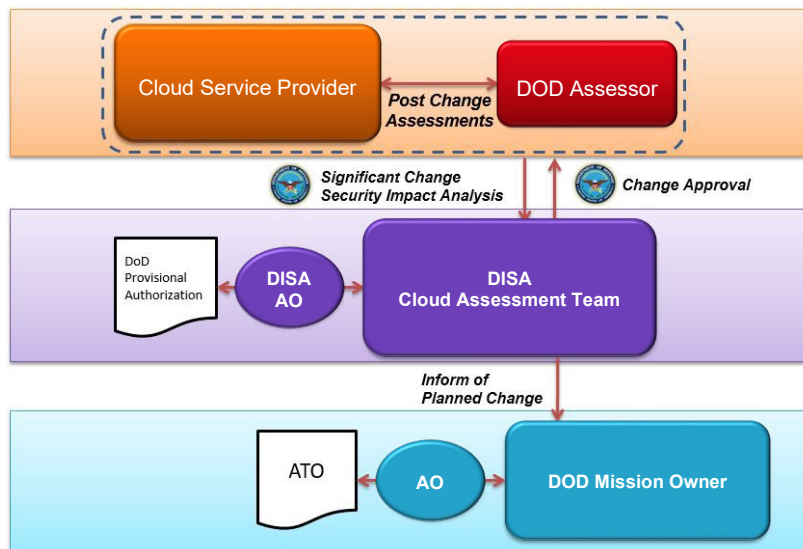 Cloud Service Provider
DOD Assessor
Post Change
Assessments
Significant Change
Security Impact Analysis
Change Approval
DoD
Provisional
Authorization
DISA
AO
DISA
Cloud Assessment Team
Inform of
Planned Change
ATO
AO
DOD Mission Owner